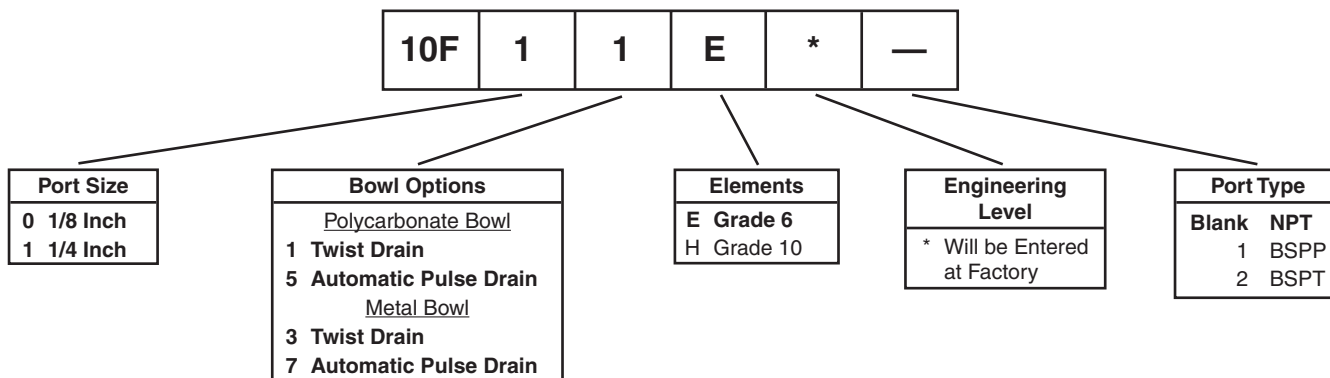 10F 1 1 E * —
Port Size
0 1/8 Inch
1 1/4 Inch
Bowl Options
Polycarbonate Bowl
1 Twist Drain
5 Automatic Pulse Drain
Metal Bowl
3 Twist Drain
7 Automatic Pulse Drain
Elements
E Grade 6
H Grade 10
Engineering
Level
* Will be Entered
at Factory
Port Type
Blank NPT
1 BSPP
2 BSPT